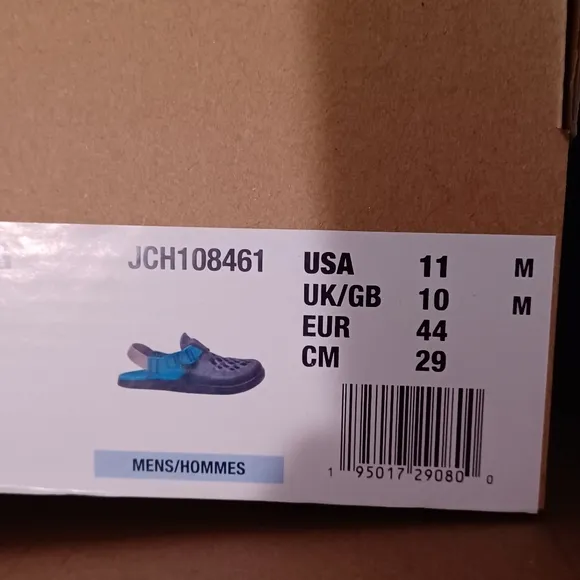 JCH108461
USA 11 M
UK/GB 10 M
EUR 44
CM 29
MENS/HOMMES
1 95017 29080 0